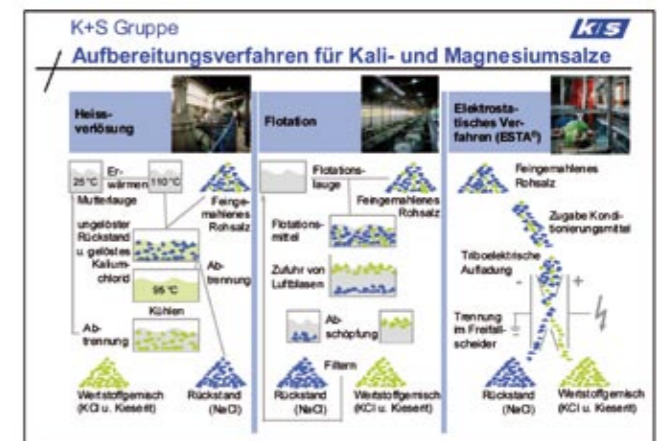 K+S Gruppe
K+S
Aufbereitungsverfahren für Kali- und Magnesiumsalze
Heiss-
verlösung
25 °C
Er-
wärmen
110 °C
Mutterlauge
Feinge-
mahlenes
Rohsalz
ungelöster
Rückstand
u. gelöstes
Kalium-
chlorid
Ab-
trennung
95 °C
Kühlen
Ab-
trennung
Wertstoffgemisch
(KCl u. Kieserit)
Rückstand
(NaCl)
Flotation
Flotations-
lauge
Feingemahlenes
Rohsalz
Flotations-
mittel
Zufuhr von
Luftblasen
Ab-
schöpfung
Filtern
Rückstand
(NaCl)
Wertstoffgemisch
(KCl u. Kieserit)
Elektrosta-
tisches Ver-
fahren (ESTA®)
Feingemahlenes
Rohsalz
Zugabe Kondi-
tionierungsmittel
Triboelektrische
Aufladung
- +
Trennung
im Freifall-
scheider
Rückstand
(NaCl)
Wertstoffgemisch
(KCl u. Kieserit)